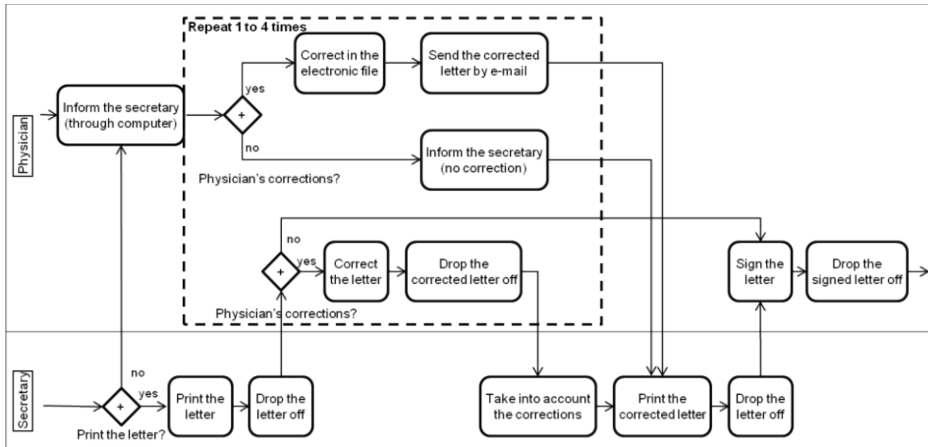 Repeat 1 to 4 times
Correct in the
electronic file
Send the corrected
letter by e-mail
yes
Inform the secretary
(through computer)
+
Physician
no
Physician's corrections?
Inform the secretary
(no correction)
no
yes
+
Correct
the letter
Drop the
corrected letter off
Sign the
letter
Drop the
signed letter off
Physician's corrections?
Secretary
no
yes
+
Print the letter?
Print the
letter
Drop the
letter off
Take into account
the corrections
Print the
corrected letter
Drop the
letter off